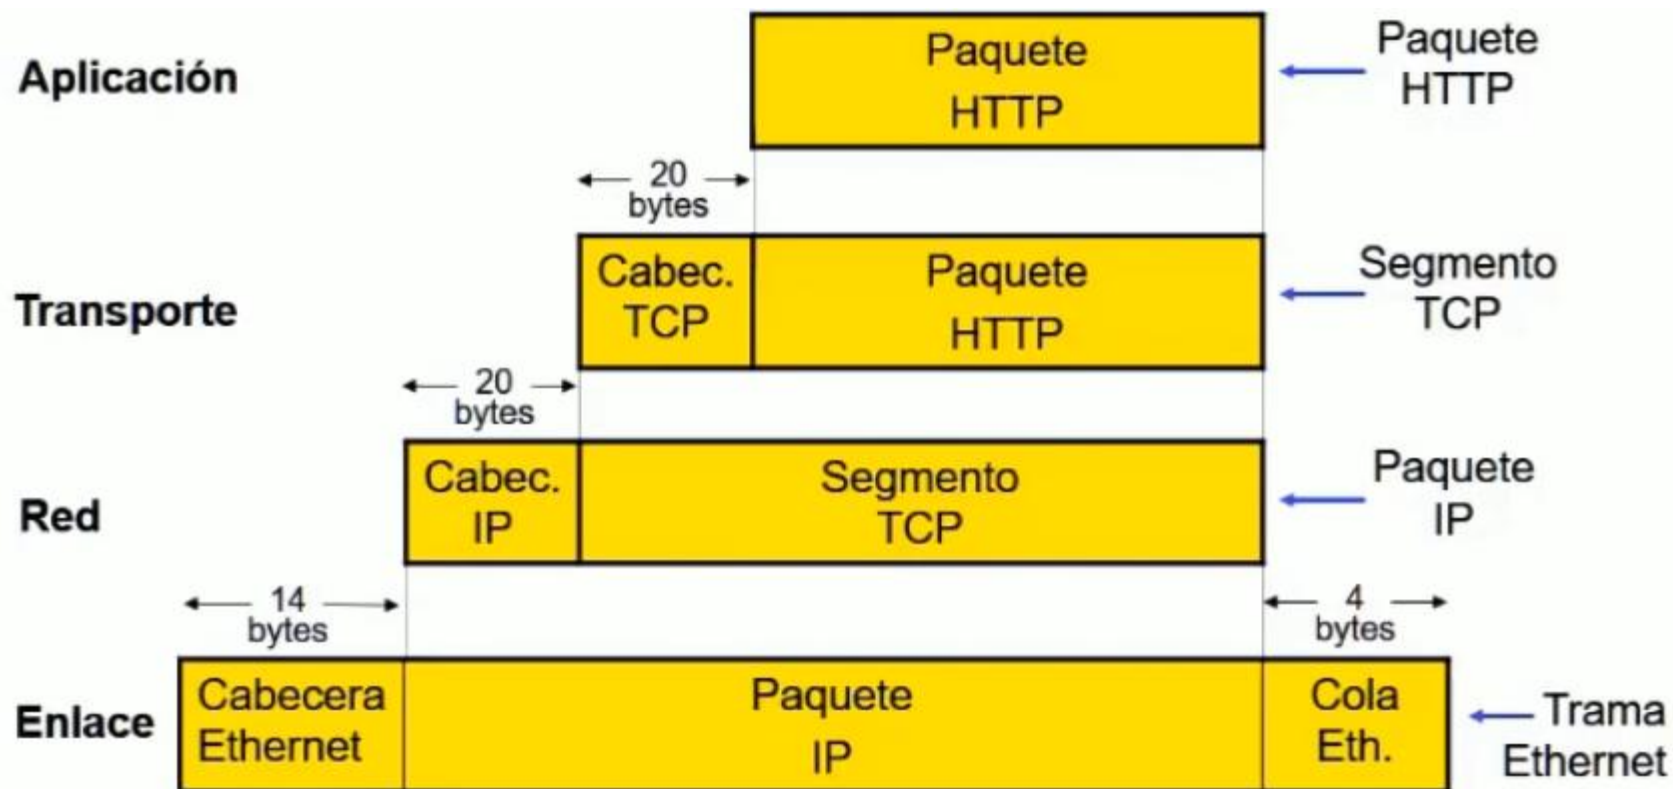 Aplicación
Paquete
HTTP
Paquete
HTTP
20
bytes
Transporte
Cabec.
TCP
Paquete
HTTP
Segmento
TCP
20
bytes
Red
Cabec.
IP
Segmento
TCP
Paquete
IP
14
bytes
4
bytes
Enlace
Cabecera
Ethernet
Paquete
IP
Cola
Eth.
Trama
Ethernet